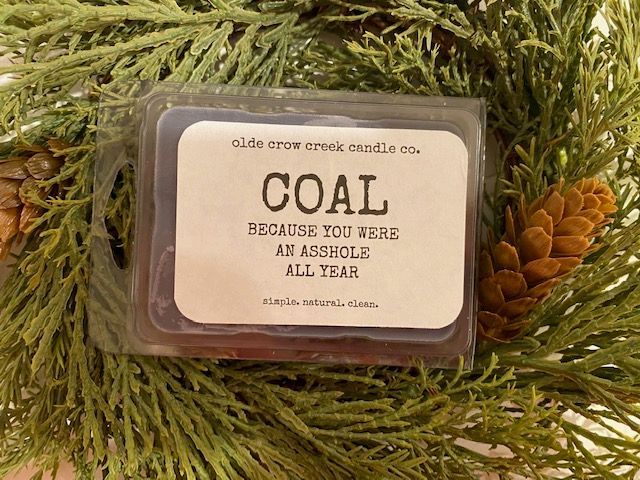 olde crow creek candle co.
COAL
BECAUSE YOU WERE
AN ASSHOLE
ALL YEAR
simple. natural. clean.